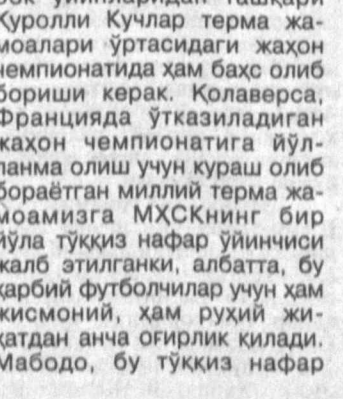 Қуролли Кучлар терма жа-
моалари ўртасидаги жаҳон
чемпионатида ҳам баҳс олиб
бориши керак. Қолаверса,
Францияда ўтказиладиган
жаҳон чемпионатига йўл-
ланма олиш учун кураш олиб
бораётган миллий терма жа-
моамизга МҲСКнинг бир
йўла тўққиз нафар ўйинчиси
жалб этилганки, албатта, бу
ҳарбий футболчилар учун ҳам
жисмоний, ҳам руҳий жи-
ҳатдан анча оғирлик қилади.
Мабодо, бу тўққиз нафар